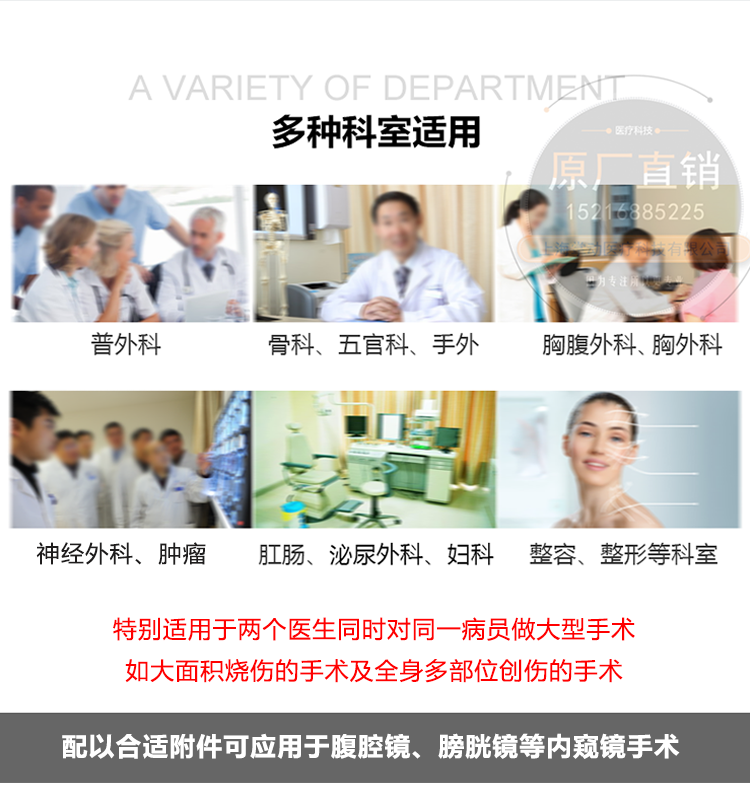 A VARIETY OF DEPARTMENT
多种科室适用
医疗科技
原厂直销
15216885225
普外科
骨科、五官科、手外
胸腹外科、胸外科
神经外科、肿瘤
肛肠、泌尿外科、妇科
整容、整形等科室
特别适用于两个医生同时对同一病员做大型手术
如大面积烧伤的手术及全身多部位创伤的手术
配以合适附件可应用于腹腔镜、膀胱镜等内窥镜手术